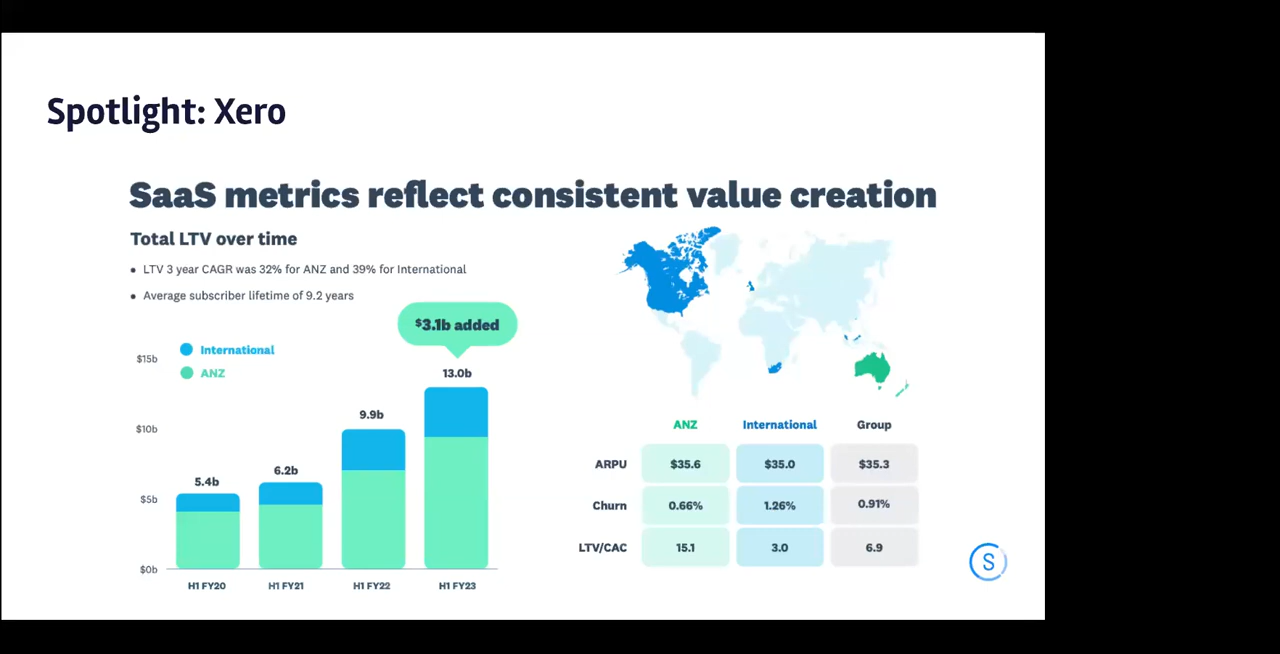 Spotlight: Xero
SaaS metrics reflect consistent value creation
Total LTV over time
• LTV 3 year CAGR was 32% for ANZ and 39% for International
• Average subscriber lifetime of 9.2 years
$3.1b added
International
ANZ
$15b
$10b
$5b
$0b
5.4b
6.2b
9.9b
13.0b
H1 FY20 H1 FY21 H1 FY22 H1 FY23
ANZ International Group
ARPU $35.6 $35.0 $35.3
Churn 0.66% 1.26% 0.91%
LTV/CAC 15.1 3.0 6.9
S